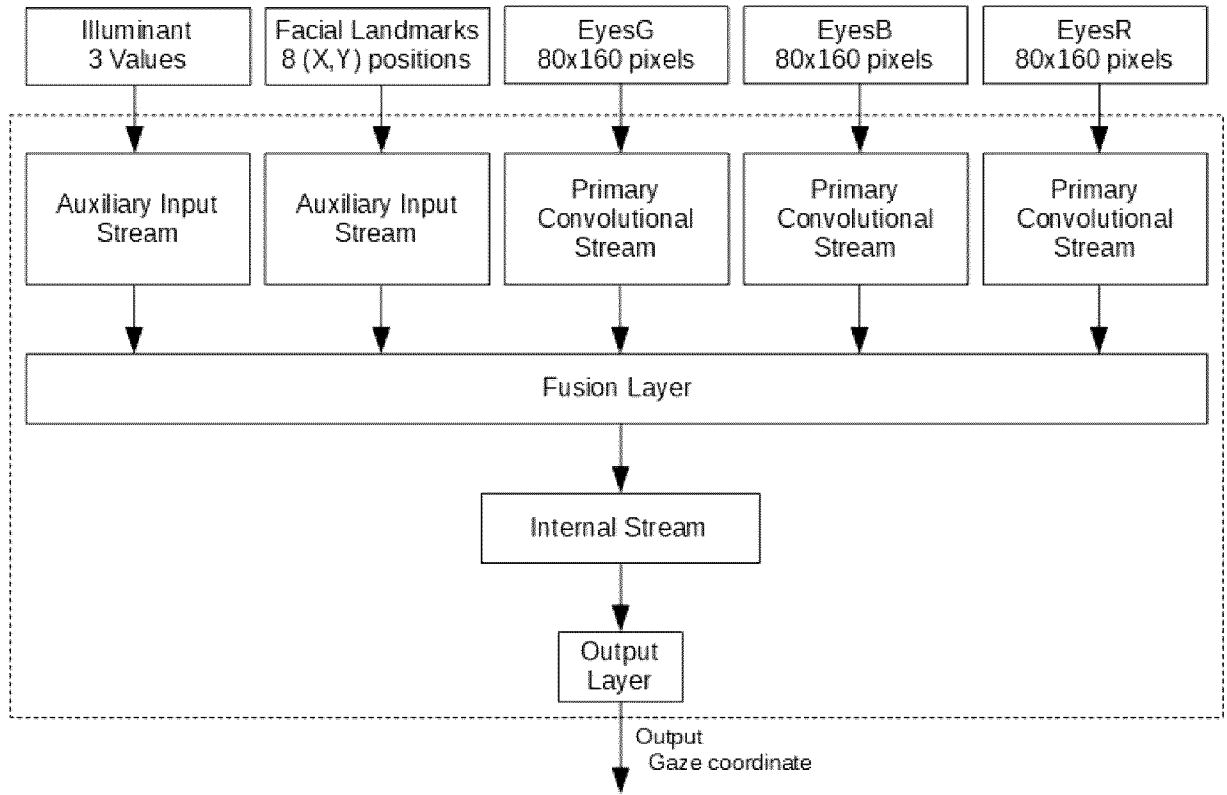 Illuminant
3 Values
Facial Landmarks
8 (X,Y) positions
EyesG
80x160 pixels
EyesB
80x160 pixels
EyesR
80x160 pixels
Auxiliary Input
Stream
Auxiliary Input
Stream
Primary
Convolutional
Stream
Primary
Convolutional
Stream
Primary
Convolutional
Stream
Fusion Layer
Internal Stream
Output
Layer
Output
Gaze coordinate